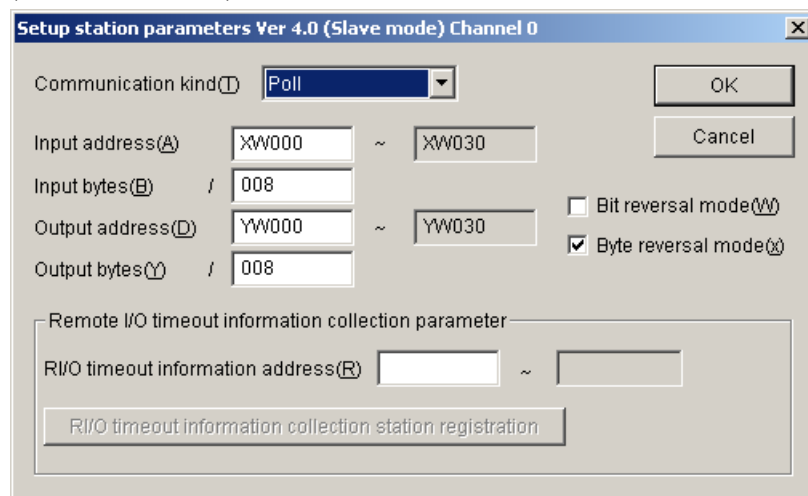 Setup station parameters Ver 4.0 (Slave mode) Channel 0
Communication kind(T) Poll
OK
Cancel
Input address(A) XW000 ~ XW030
Input bytes(B) / 008
Output address(D) YW000 ~ YW030
Output bytes(Y) / 008
Bit reversal mode(W)
Byte reversal mode(x)
Remote I/O timeout information collection parameter
RI/O timeout information address(R) ~
RI/O timeout information collection station registration